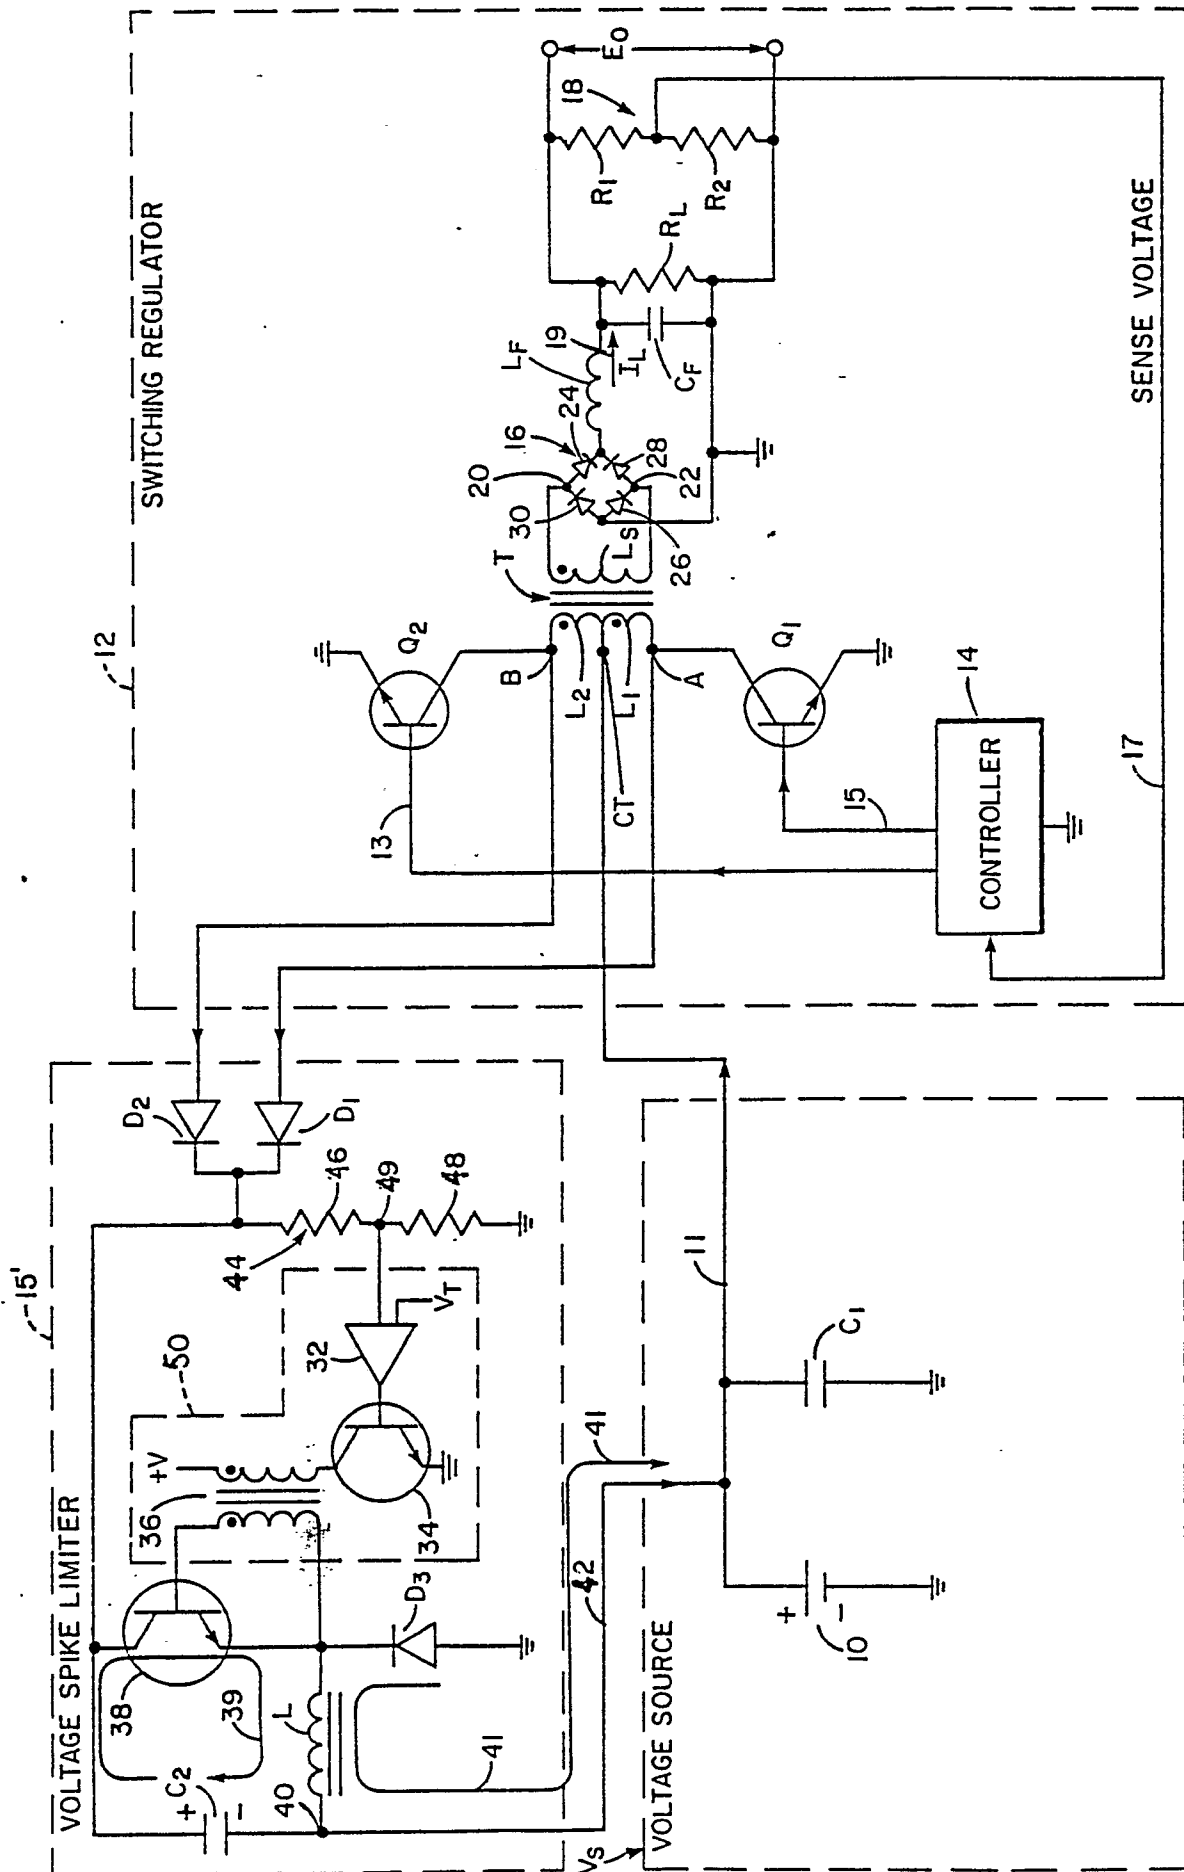 12
SWITCHING REGULATOR
Q2
13
B
L2
CT
L1
A
Q1
15
14
CONTROLLER
17
SENSE VOLTAGE
T
LS
20
30
16
24
26
22
28
LF
19
IL
CF
RL
R1
R2
18
EO
15'
VOLTAGE SPIKE LIMITER
D2
D1
44
46
49
48
50
32
VT
+V
36
34
38
39
C2
+
-
L
40
41
D3
42
41
VS
VOLTAGE SOURCE
10
+
-
C1
11